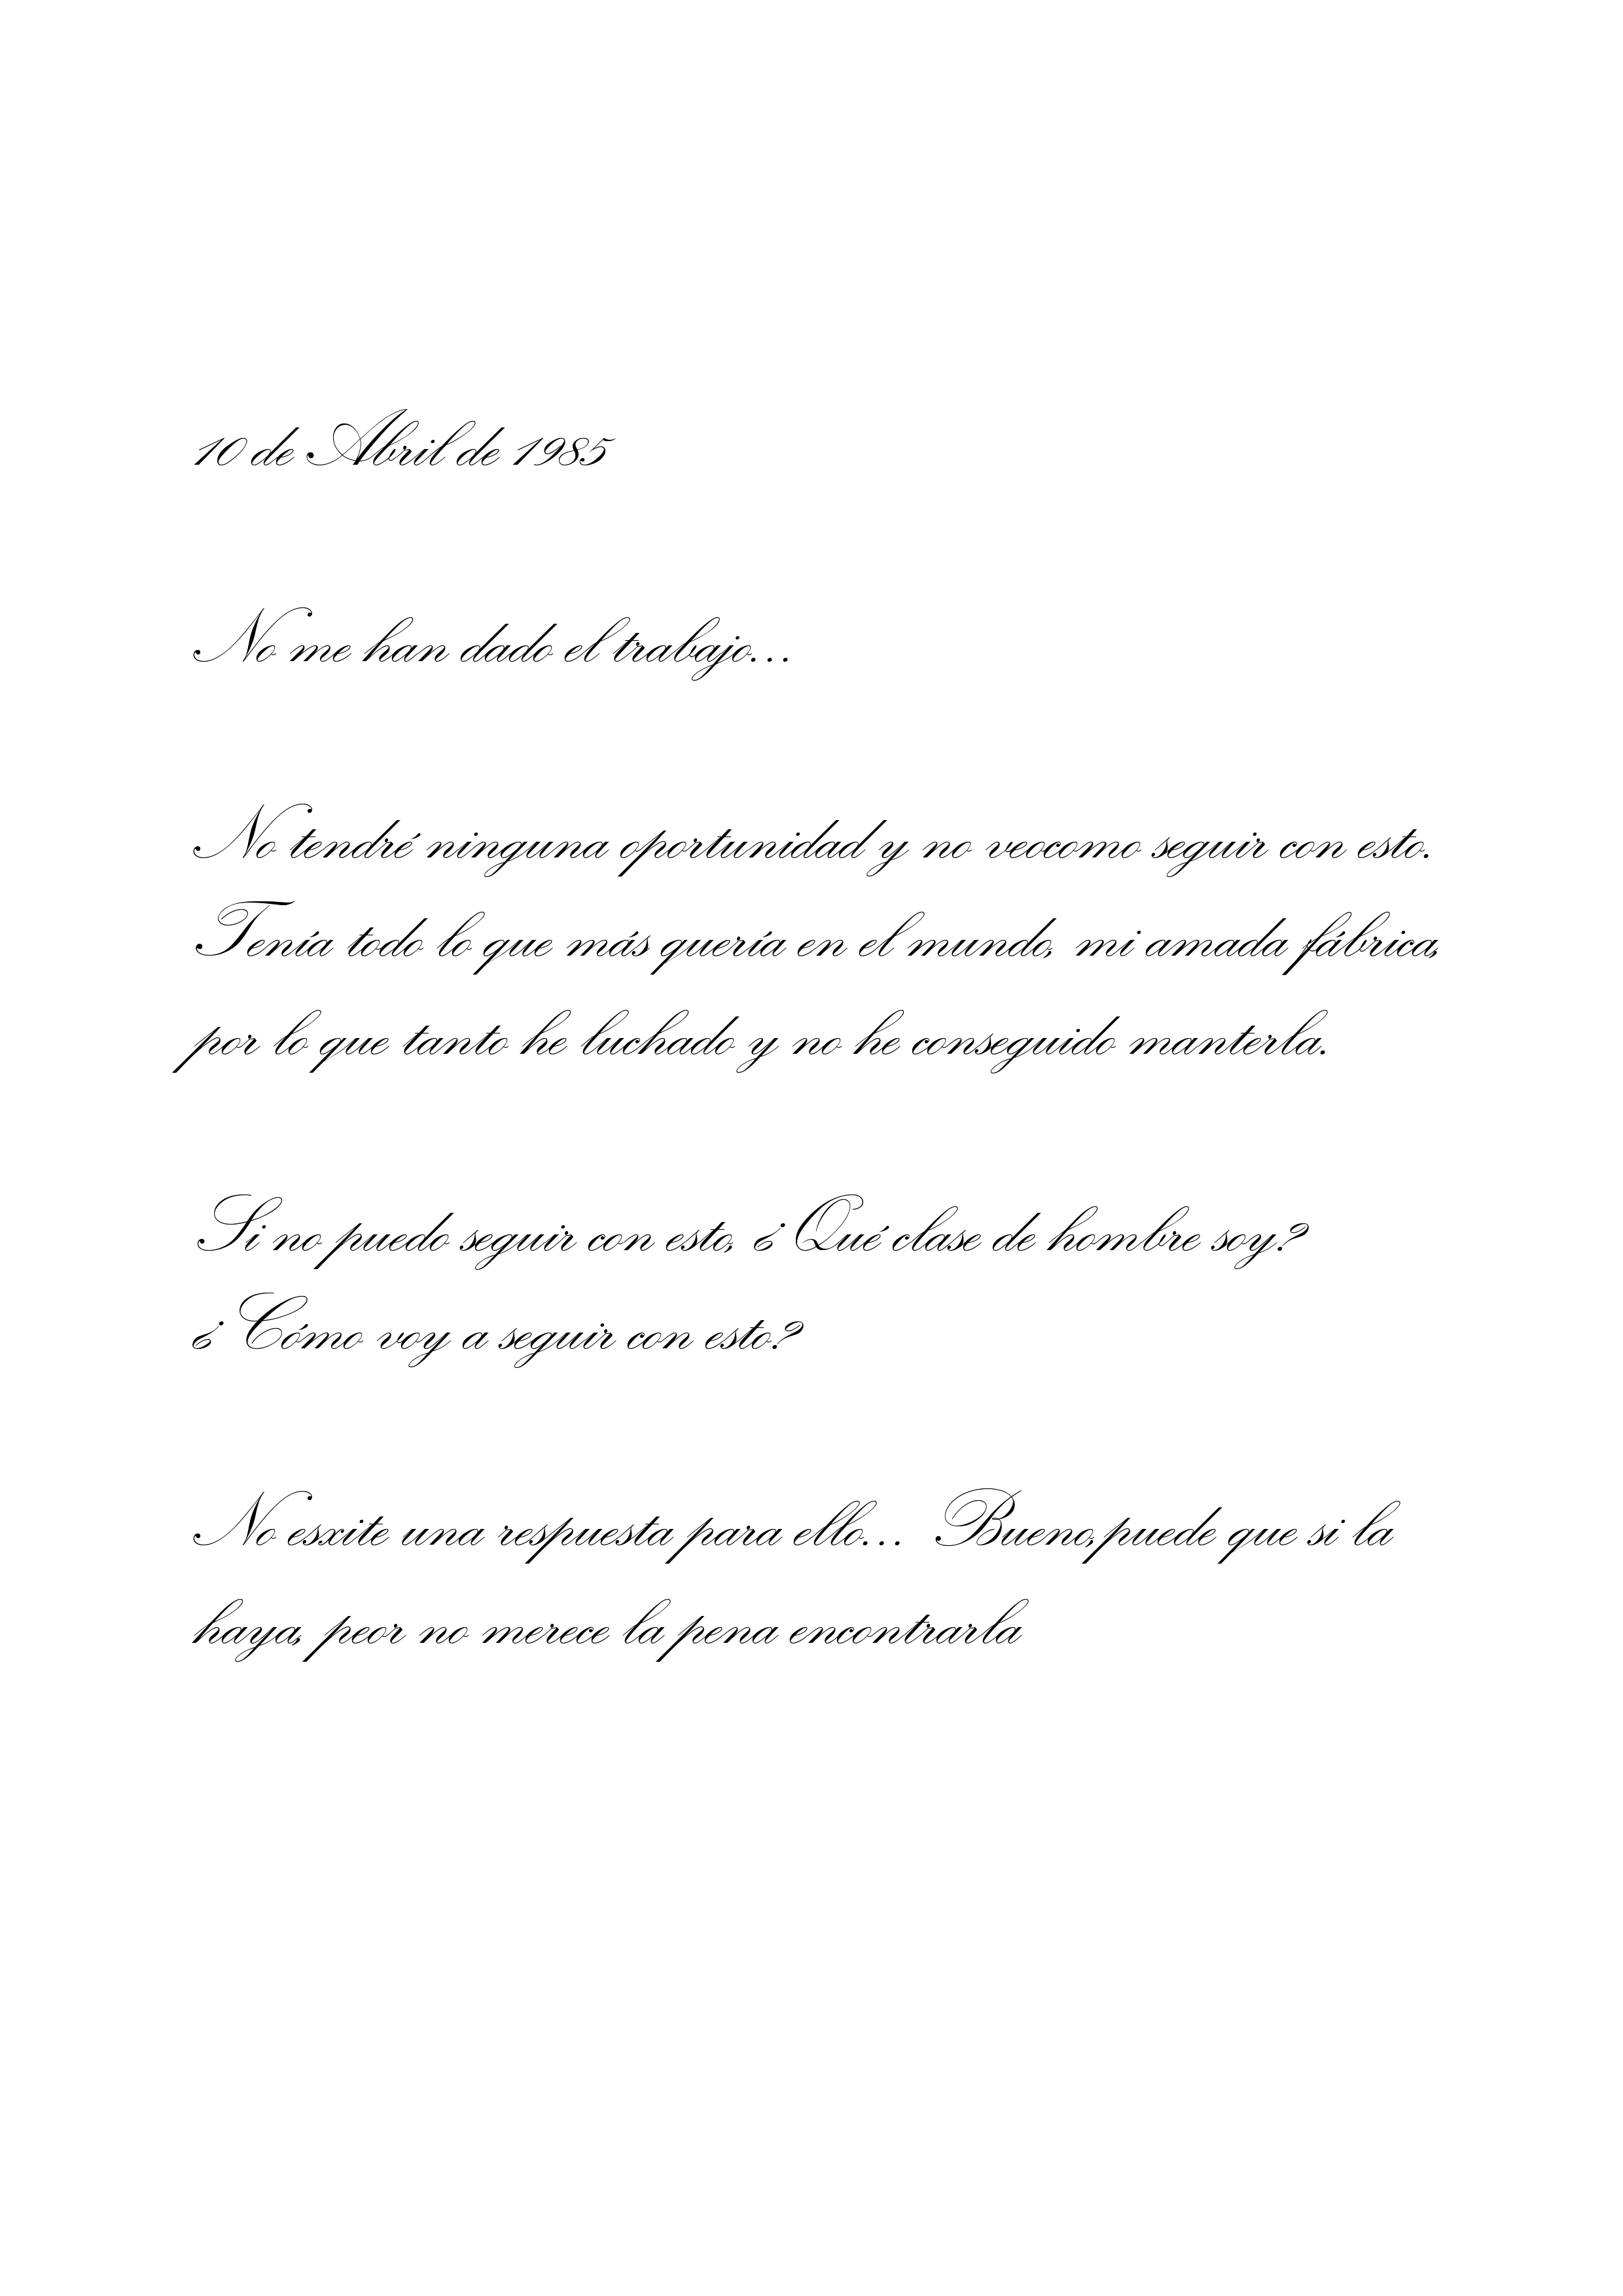 10 de Abril de 1985
No me han dado el trabajo...
No tendré ninguna oportunidad y no veocomo seguir con esto.
Tenía todo lo que más quería en el mundo, mi amada fábrica,
por lo que tanto he luchado y no he conseguido manterla.
Si no puedo seguir con esto, ¿Qué clase de hombre soy?
¿Cómo voy a seguir con esto?
No esxite una respuesta para ello... Bueno,puede que si la
haya, peor no merece la pena encontrarla